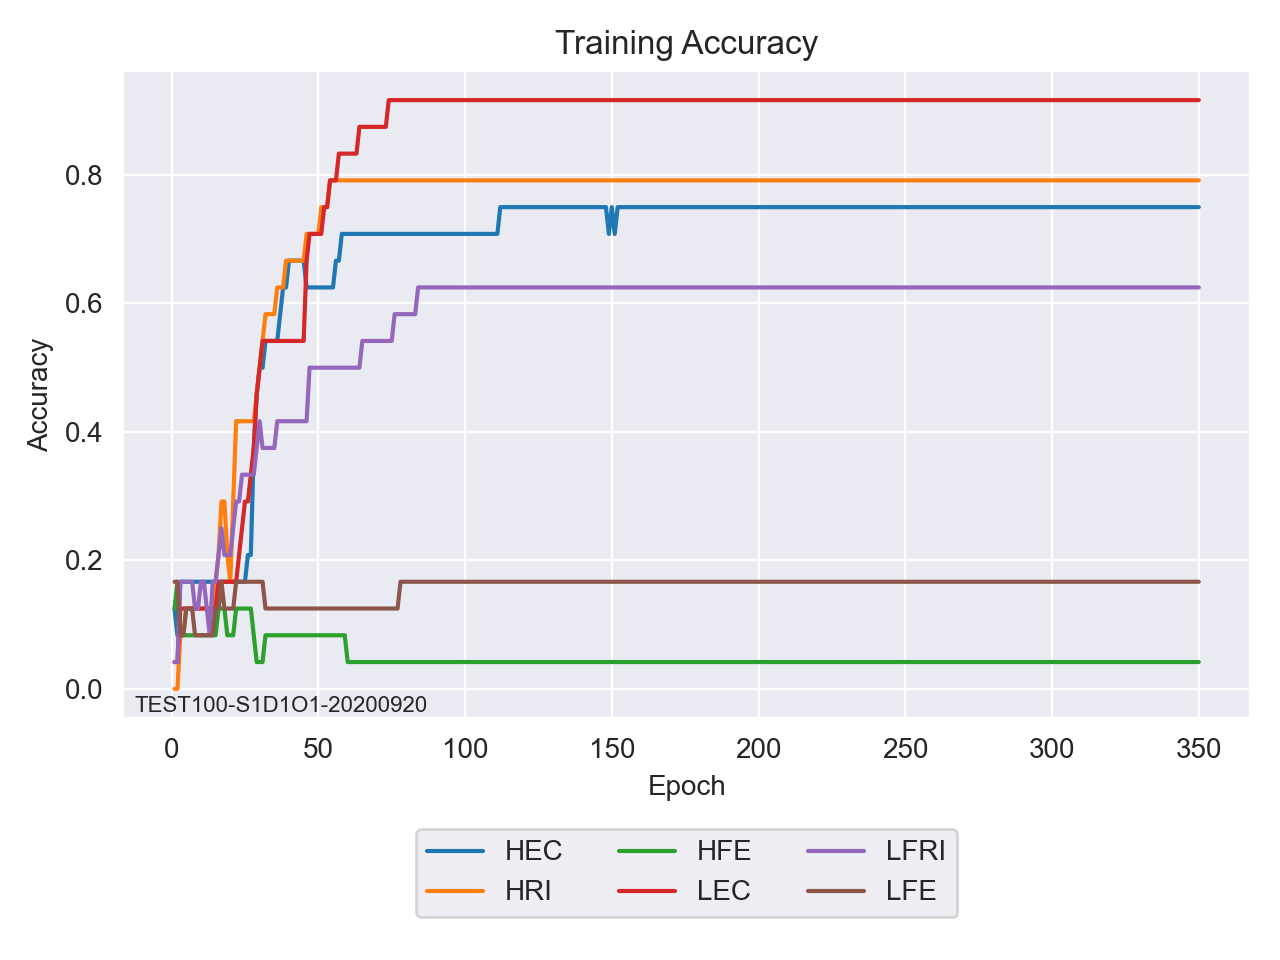 Training Accuracy
Accuracy
0.8
0.6
0.4
0.2
0.0
TEST100-S1D1O1-20200920
0 50 100 150 200 250 300 350
Epoch
HEC HFE LFRI
HRI LEC LFE